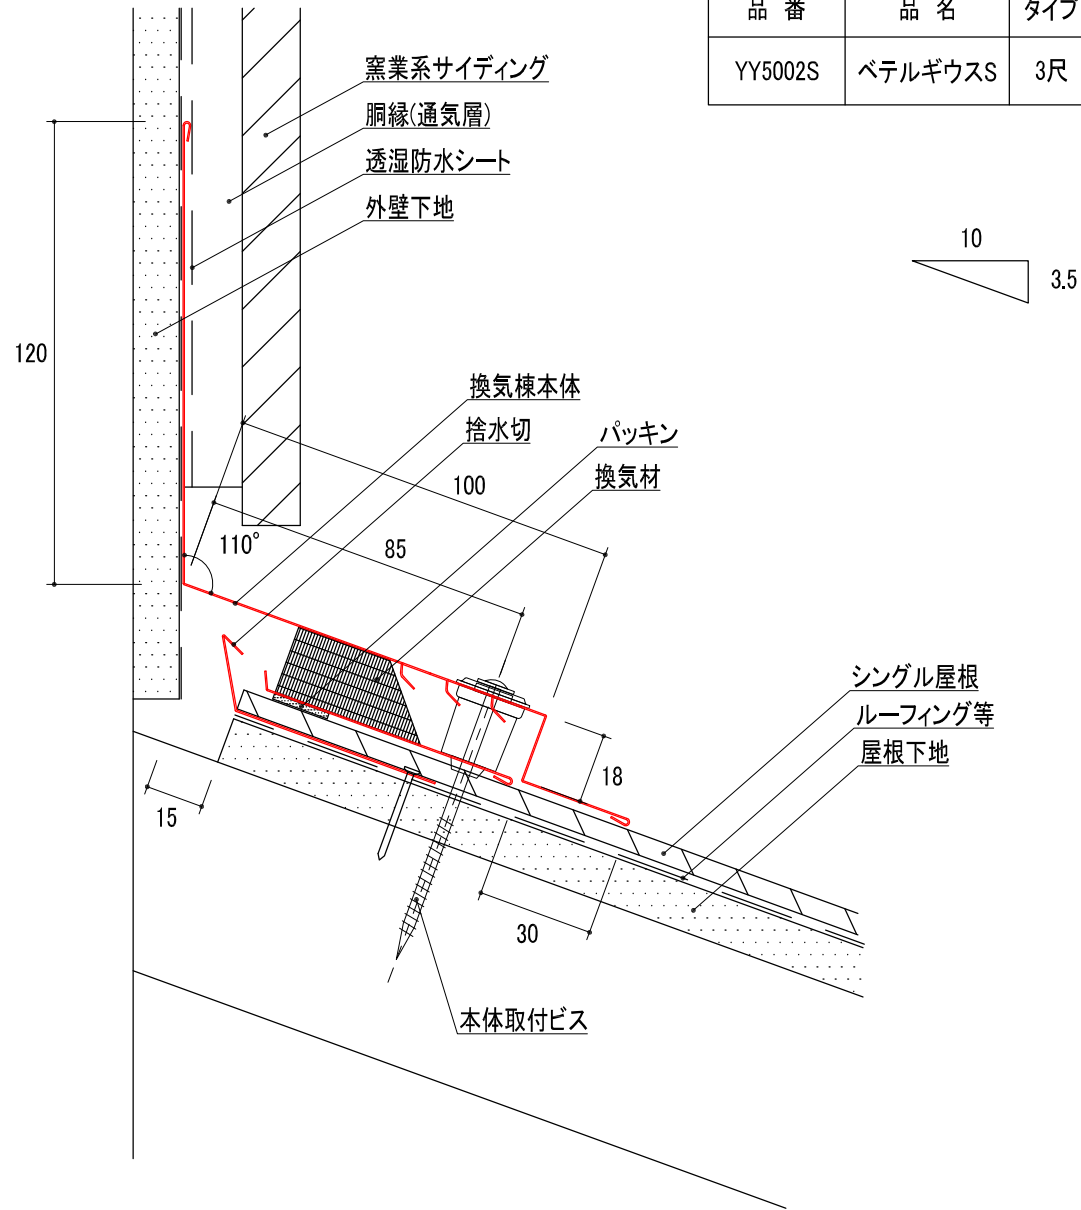 品 番 品 名 タイプ
YY5002S ベテルギウスS 3尺
窯業系サイディング
胴縁(通気層)
透湿防水シート
外壁下地
10
3.5
120
換気棟本体
捨水切
パッキン
換気材
100
110°
85
シングル屋根
ルーフィング等
屋根下地
18
15
30
本体取付ビス